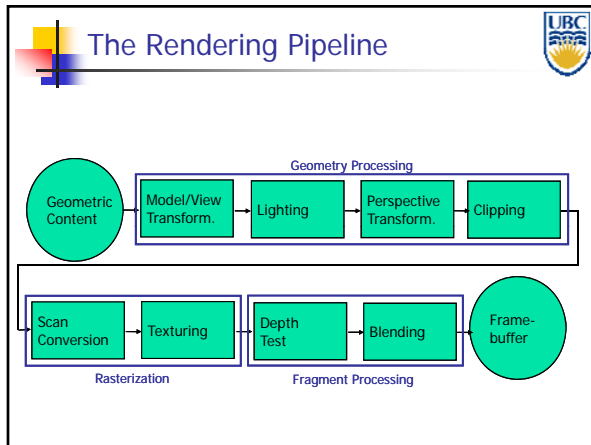 The Rendering Pipeline
UBC
Geometry Processing
Geometric
Content
Model/View
Transform.
Lighting
Perspective
Transform.
Clipping
Scan
Conversion
Texturing
Depth
Test
Blending
Frame-
buffer
Rasterization
Fragment Processing